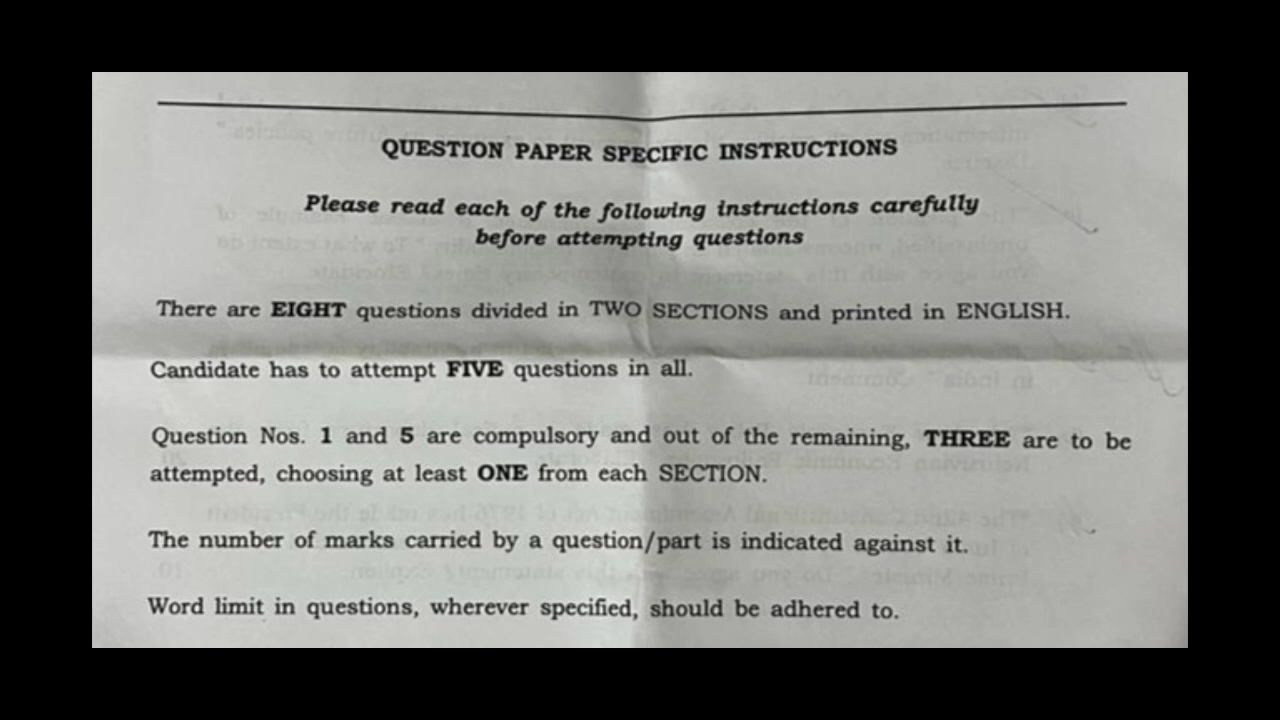 QUESTION PAPER SPECIFIC INSTRUCTIONS
Please read each of the following instructions carefully
before attempting questions
There are EIGHT questions divided in TWO SECTIONS and printed in ENGLISH.
Candidate has to attempt FIVE questions in all.
Question Nos. 1 and 5 are compulsory and out of the remaining, THREE are to be
attempted, choosing at least ONE from each SECTION.
The number of marks carried by a question/part is indicated against it.
Word limit in questions, wherever specified, should be adhered to.